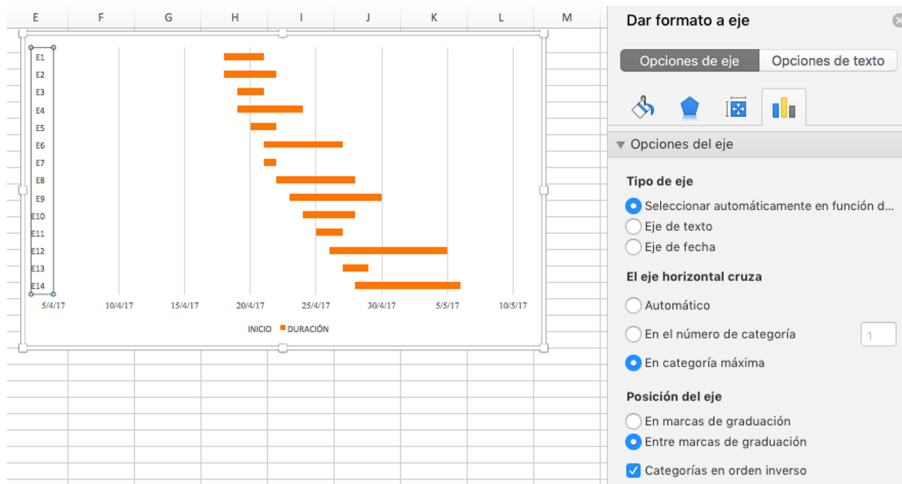 E F G H I J K L M
E1
E2
E3
E4
E5
E6
E7
E8
E9
E10
E11
E12
E13
E14
5/4/17 10/4/17 15/4/17 20/4/17 25/4/17 30/4/17 5/5/17 10/5/17
INICIO DURACIÓN
Dar formato a eje
Opciones de eje Opciones de texto
Opciones del eje
Tipo de eje
Seleccionar automáticamente en función d...
Eje de texto
Eje de fecha
El eje horizontal cruza
Automático
En el número de categoría 1
En categoría máxima
Posición del eje
En marcas de graduación
Entre marcas de graduación
Categorías en orden inverso